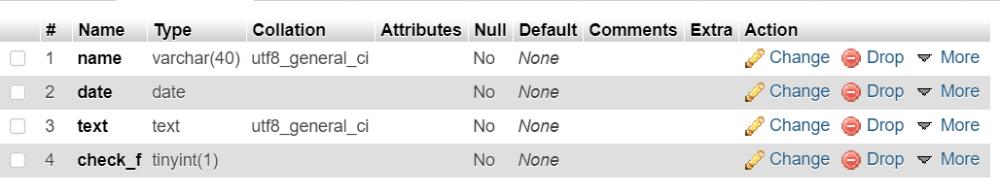 # Name Type Collation Attributes Null Default Comments Extra Action
1 name varchar(40) utf8_general_ci No None Change Drop More
2 date date No None Change Drop More
3 text text utf8_general_ci No None Change Drop More
4 check_f tinyint(1) No None Change Drop More